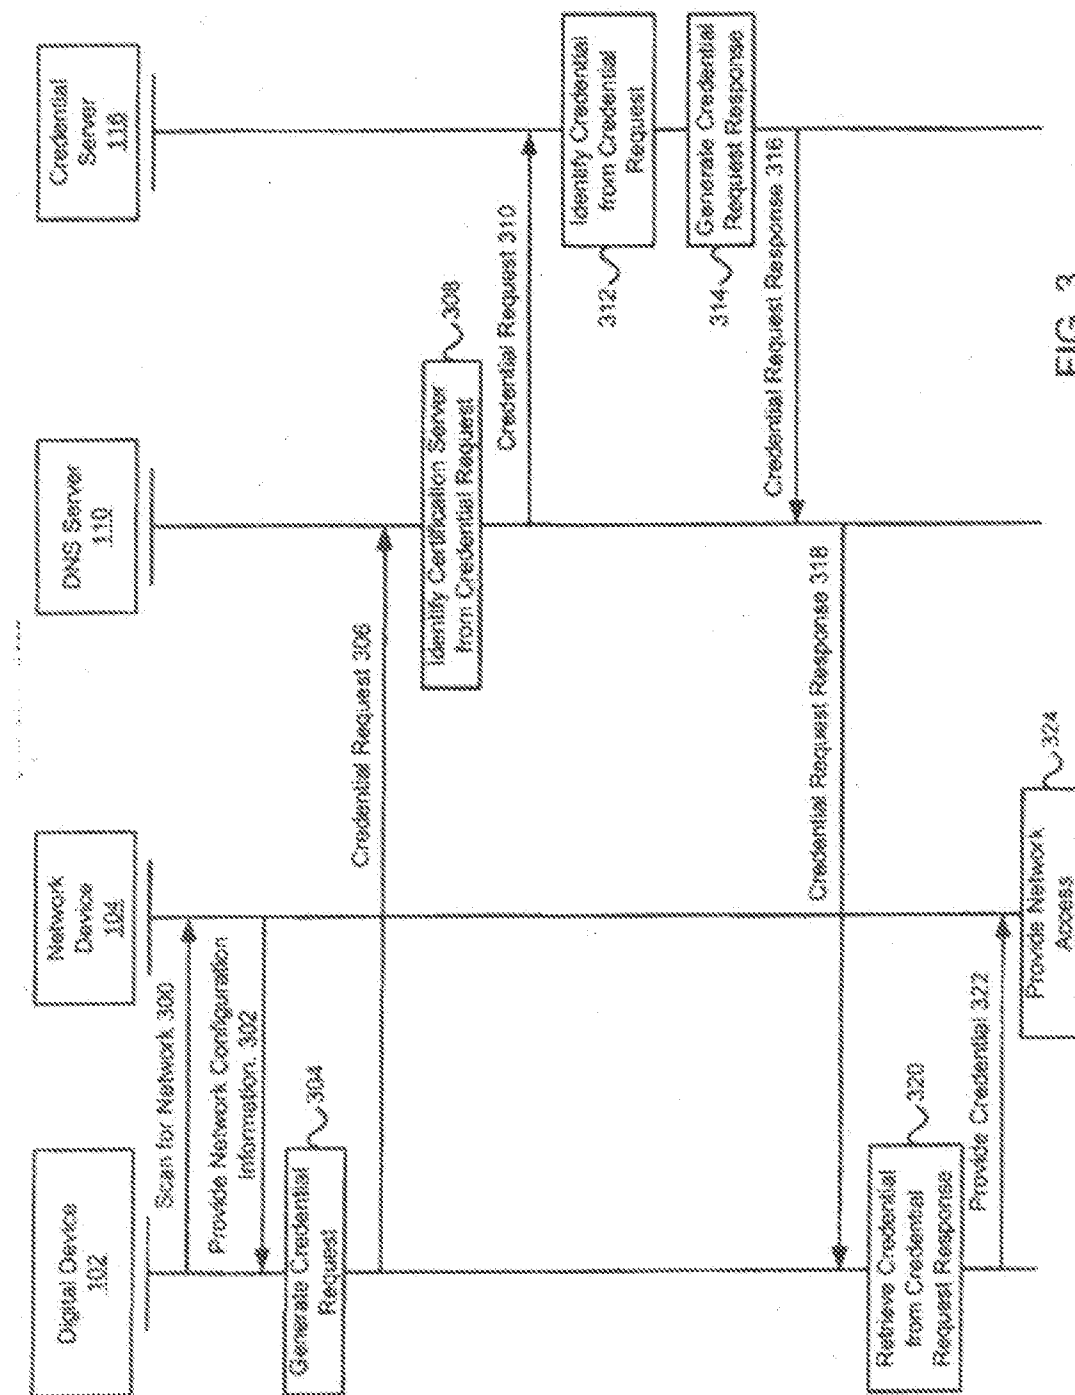 Digital Device
102
Network
Device
104
DNS Server
110
Credential
Server
116
Scan for Network 300
Provide Network Configuration
Information. 302
Generate Credential
Request
304
Credential Request 306
Identify Certification Server
from Credential Request
308
Credential Request 310
Identify Credential
from Credential
Request
312
Generate Credential
Request Response
314
Credential Request Response 316
Credential Request Response 318
Retrieve Credential
from Credential
Request Response
320
Provide Credential 322
Provide Network
Access
324
FIG. 3